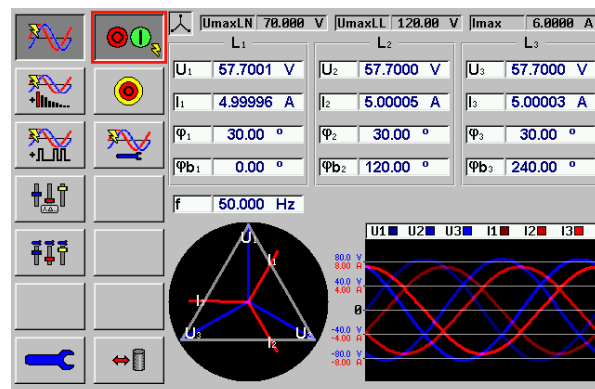 UmaxLN 70.000 V UmaxLL 120.00 V Imax 6.0000 A
L1 L2 L3
U1 57.7001 V U2 57.7000 V U3 57.7000 V
I1 4.99996 A I2 5.00005 A I3 5.00003 A
φ1 30.00 º φ2 30.00 º φ3 30.00 º
φb1 0.00 º φb2 120.00 º φb3 240.00 º
f 50.000 Hz
U1 U2 U3 I1 I2 I3
U1
I1
I3
U3 U2
I2
80.0 V
8.00 A
40.0 V
4.00 A
0
-40.0 V
-4.00 A
-80.0 V
-8.00 A